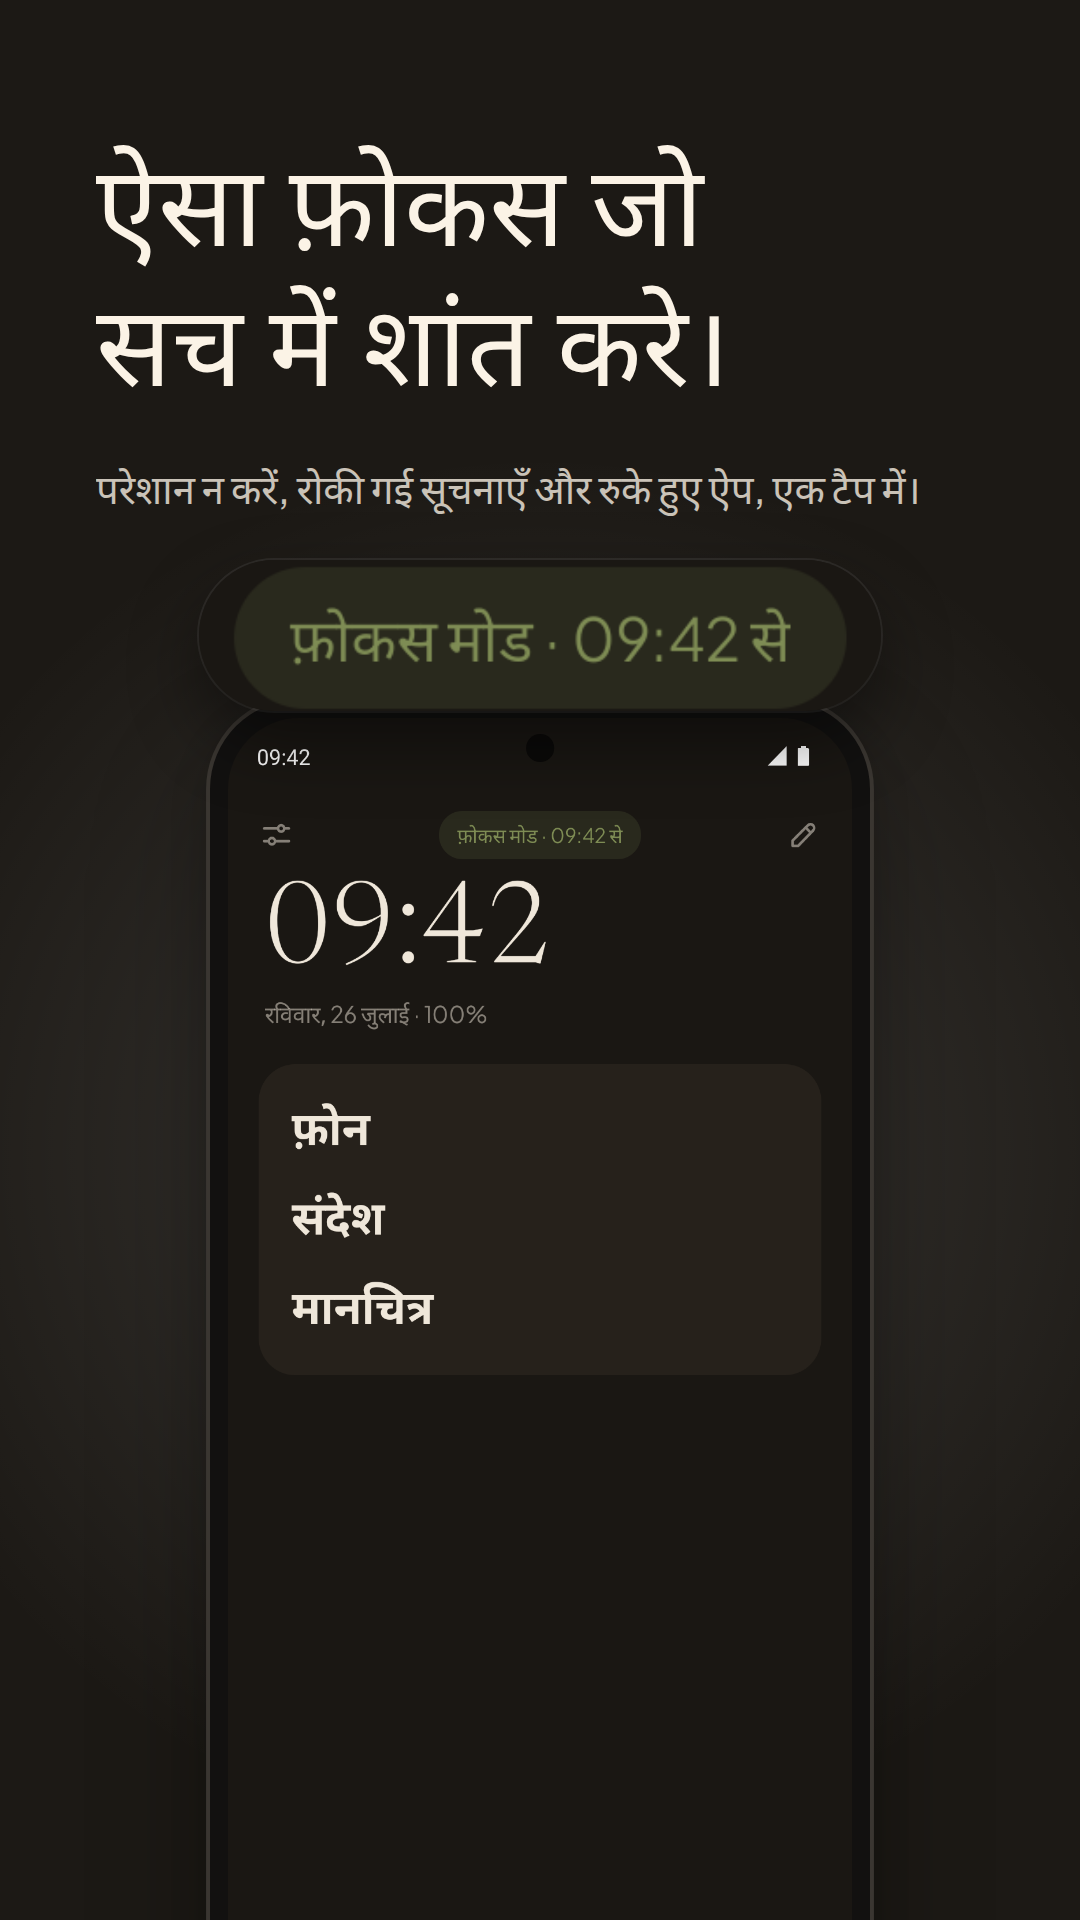 ऐसा फ़ोकस जो
सच में शांत करे।
परेशान न करें, रोकी गई सूचनाएँ और रुके हुए ऐप, एक टैप में।
फ़ोकस मोड · 09:42 से
09:42
फ़ोकस मोड · 09:42 से
09:42
रविवार, 26 जुलाई · 100%
फ़ोन
संदेश
मानचित्र